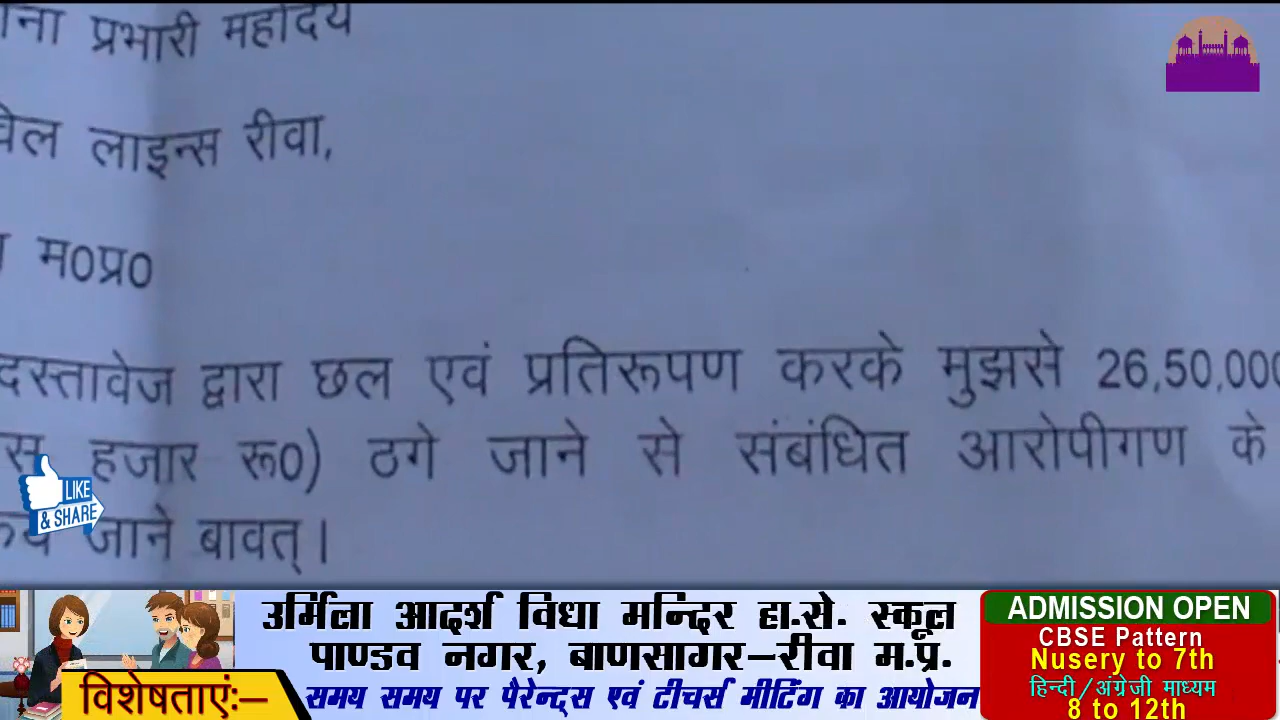 प्रभारी महोदय
लाइन्स रीवा,
म0प्र0
दस्तावेज द्वारा छल एवं प्रतिरूपण करके मुझसे 26,50,000
हजार रू0) ठगे जाने से संबंधित आरोपीगण के
जाने बावत्।
LIKE
& SHARE
उर्मिला आदर्श विधा मन्दिर हा.से. स्कूल
पाण्डव नगर, बाणसागर–रीवा म.प्र.
विशेषताएंः–
समय समय पर पैरेन्ट्स एवं टीचर्स मीटिंग का आयोजन
ADMISSION OPEN
CBSE Pattern
Nusery to 7th
हिन्दी/अंग्रेजी माध्यम
8 to 12th